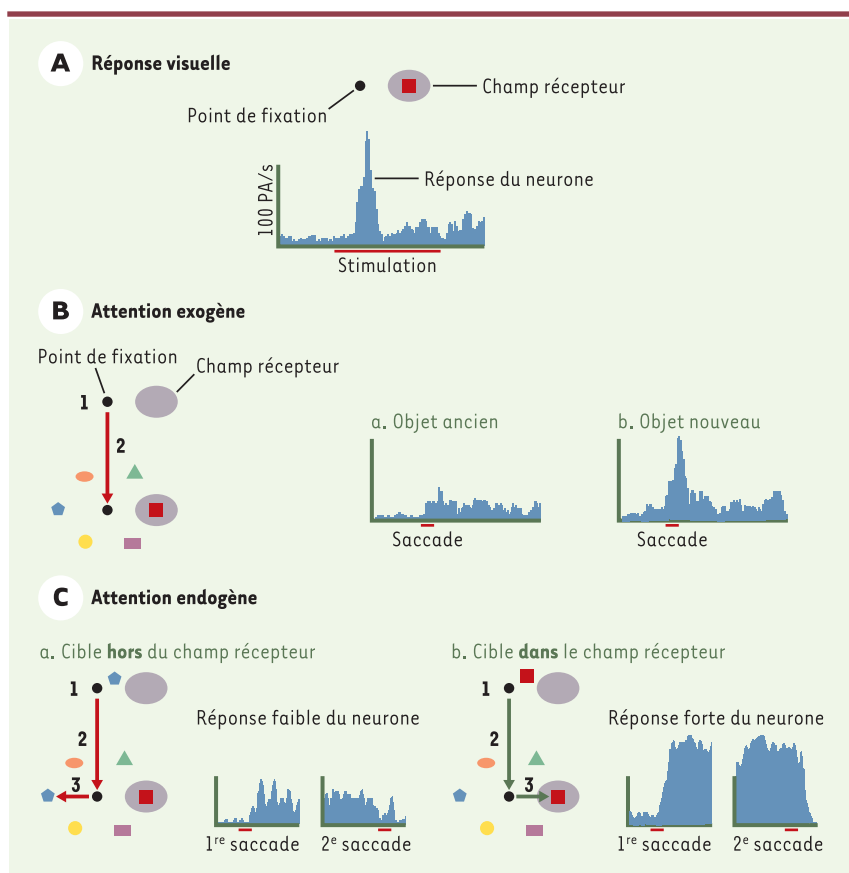 A Réponse visuelle
Champ récepteur
Point de fixation
100 PA/s
Réponse du neurone
Stimulation
B Attention exogène
Point de fixation
Champ récepteur
1
2
a. Objet ancien
b. Objet nouveau
Saccade
Saccade
C Attention endogène
a. Cible hors du champ récepteur
b. Cible dans le champ récepteur
1
1
Réponse faible du neurone
Réponse forte du neurone
2
2
3
3
1re saccade
2e saccade
1re saccade
2e saccade